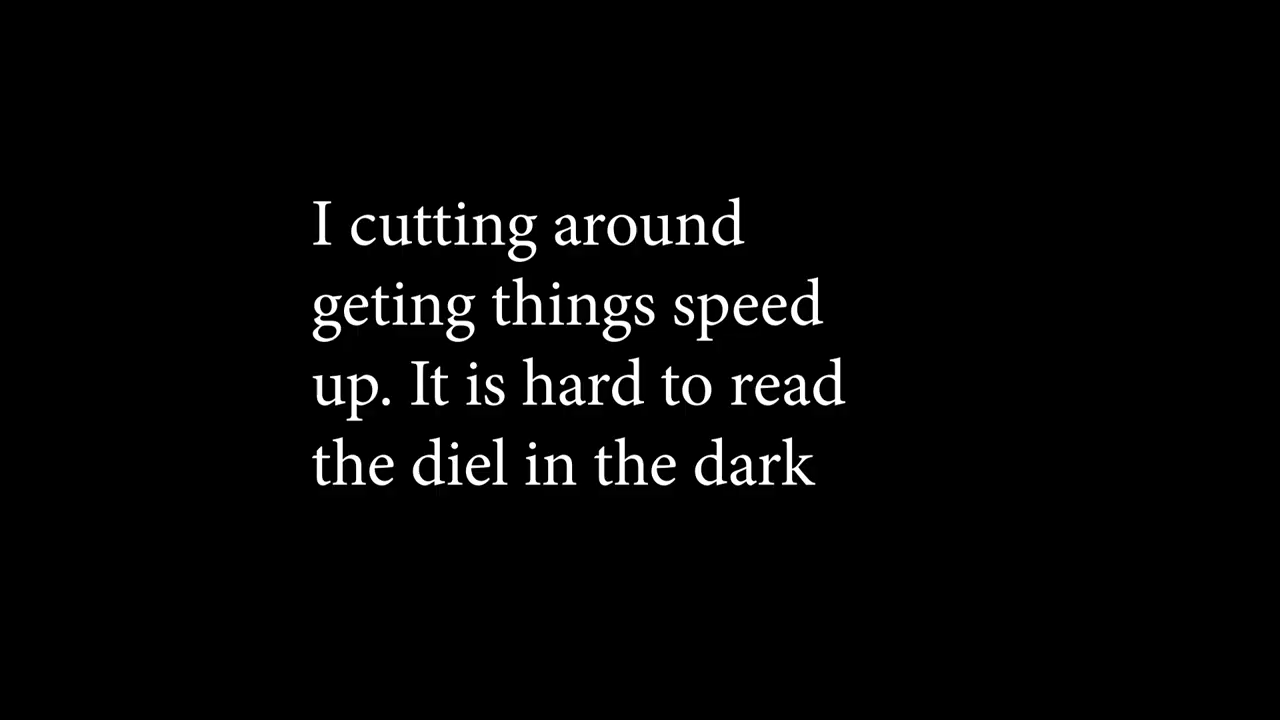 I cutting around
geting things speed
up. It is hard to read
the diel in the dark